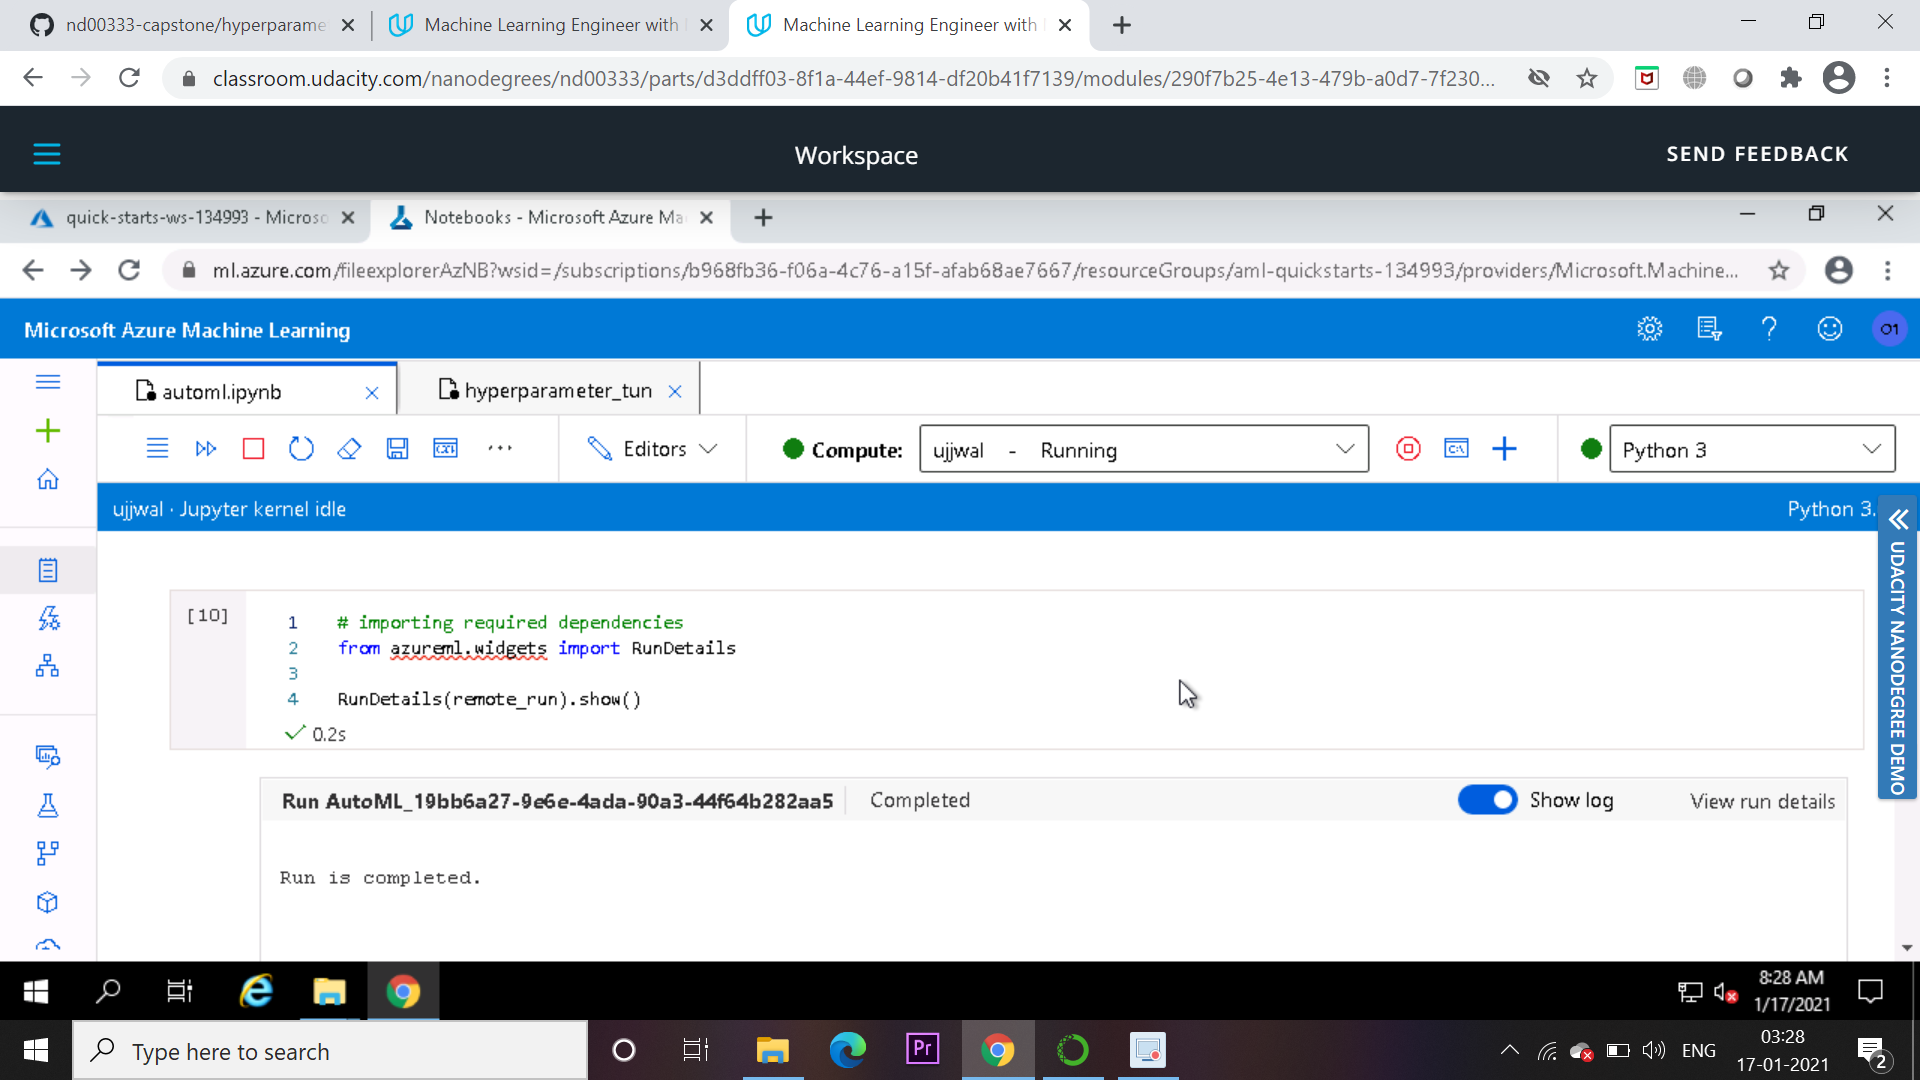 nd00333-capstone/hyperparame
Machine Learning Engineer with
Machine Learning Engineer with
classroom.udacity.com/nanodegrees/nd00333/parts/d3ddff03-8f1a-44ef-9814-df20b41f7139/modules/290f7b25-4e13-479b-a0d7-7f230...
Workspace
SEND FEEDBACK
quick-starts-ws-134993 - Microso
Notebooks - Microsoft Azure Ma
ml.azure.com/fileexplorerAzNB?wsid=/subscriptions/b968fb36-f06a-4c76-a15f-afab68ae7667/resourceGroups/aml-quickstarts-134993/providers/Microsoft.Machine...
Microsoft Azure Machine Learning
O1
automl.ipynb
hyperparameter_tun
Editors
Compute:
ujjwal - Running
Python 3
ujjwal · Jupyter kernel idle
Python 3.
UDACITY NANODEGREE DEMO
[10]
1 # importing required dependencies
2 from azureml.widgets import RunDetails
3
4 RunDetails(remote_run).show()
0.2s
Run AutoML_19bb6a27-9e6e-4ada-90a3-44f64b282aa5
Completed
Show log
View run details
Run is completed.
8:28 AM
1/17/2021
Type here to search
Pr
ENG
03:28
17-01-2021
2